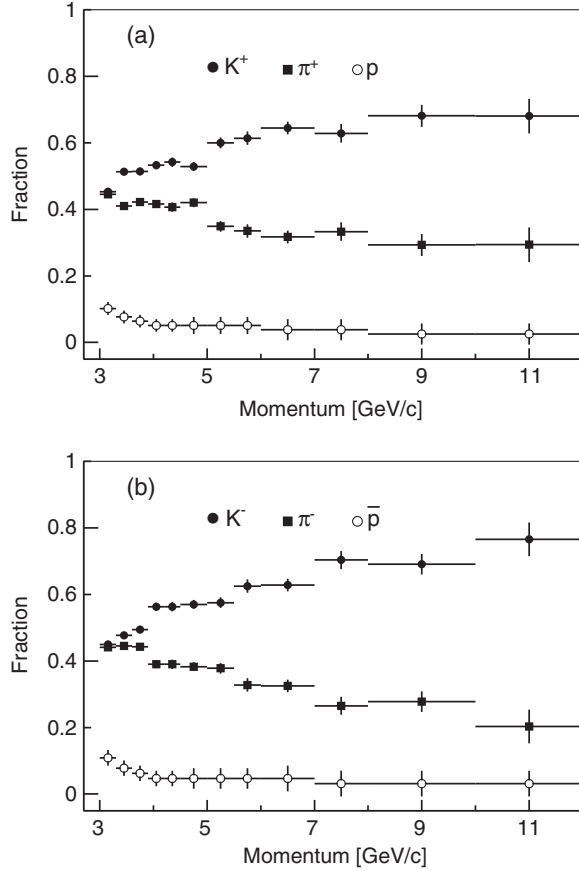 (a)
K⁺ π⁺ p
1
0.8
0.6
0.4
0.2
0
Fraction
3 5 7 9 11
Momentum [GeV/c]
(b)
K⁻ π⁻ p̅
1
0.8
0.6
0.4
0.2
0
Fraction
3 5 7 9 11
Momentum [GeV/c]